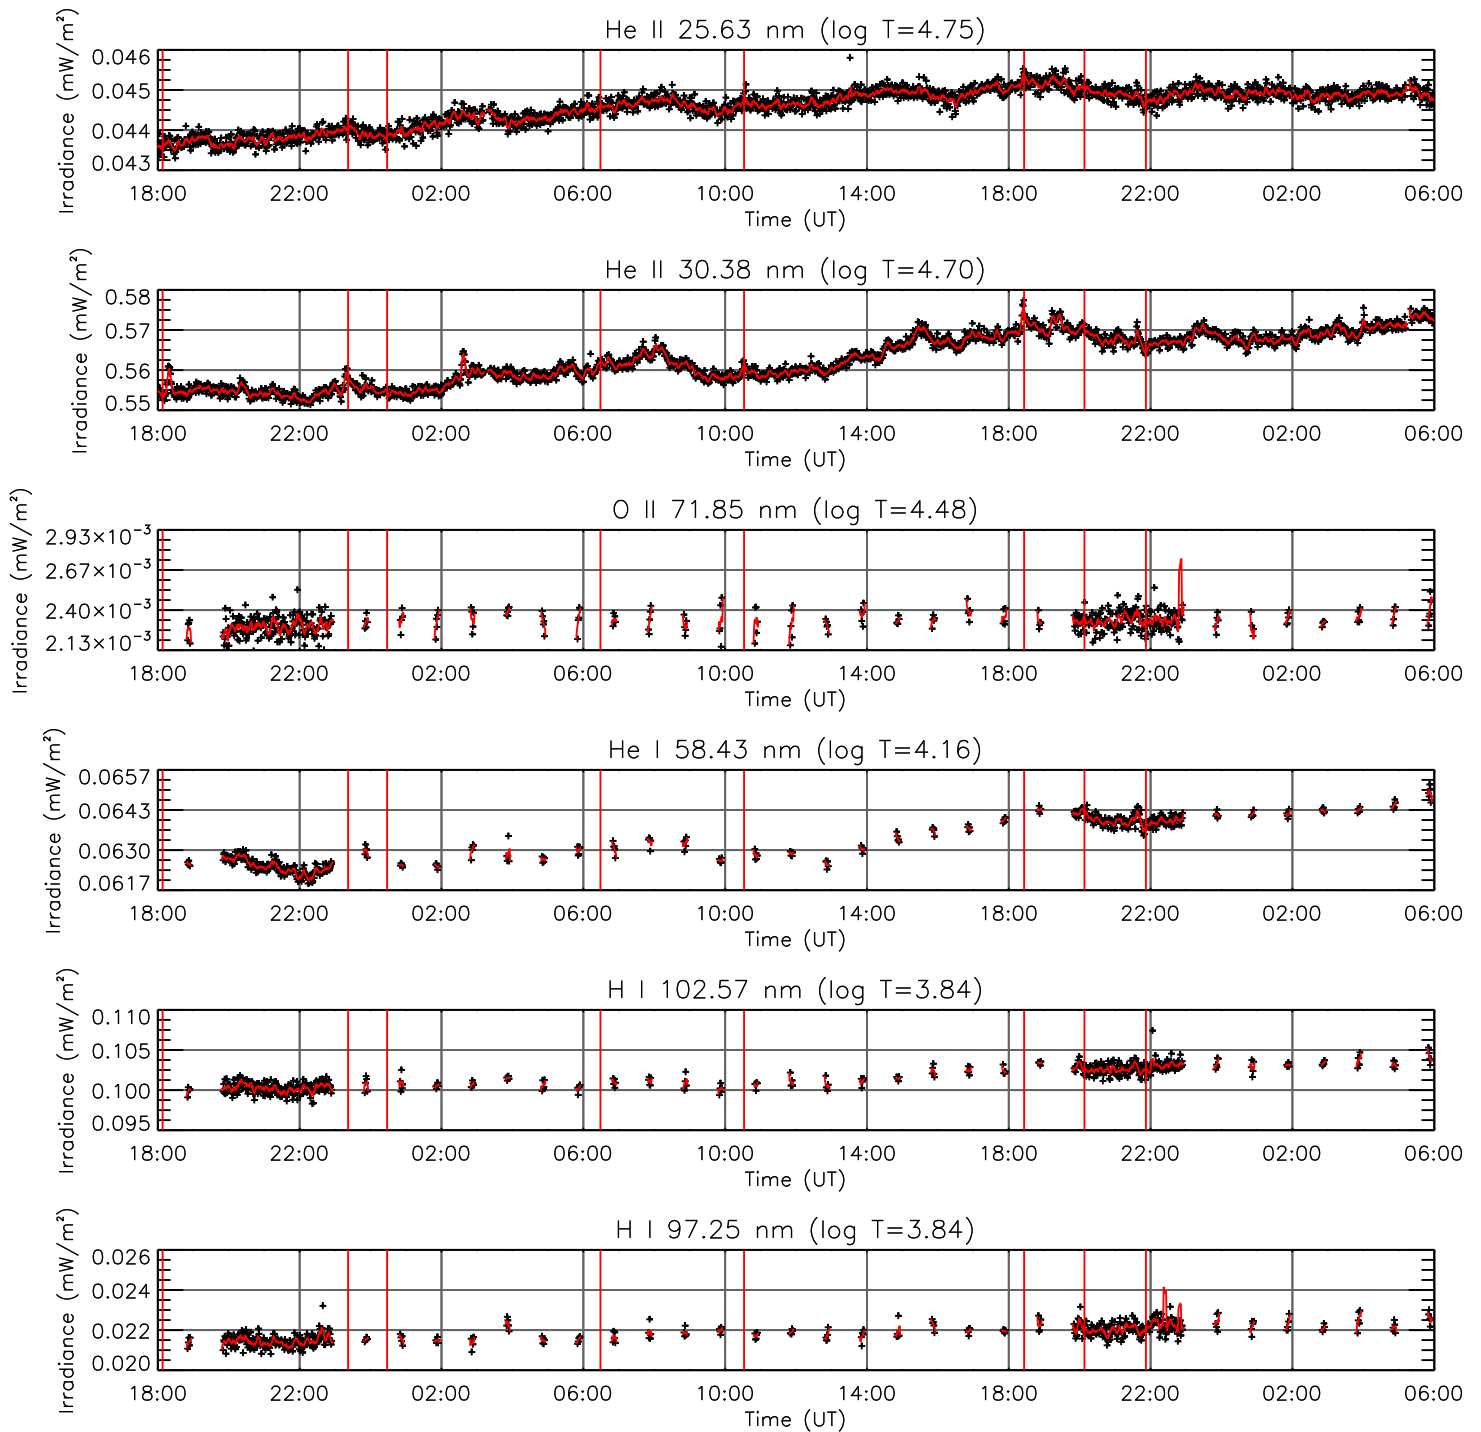 He II 25.63 nm (log T=4.75)
Irradiance (mW/m²)
0.046
0.045
0.044
0.043
18:00 22:00 02:00 06:00 10:00 14:00 18:00 22:00 02:00 06:00
Time (UT)
He II 30.38 nm (log T=4.70)
Irradiance (mW/m²)
0.58
0.57
0.56
0.55
18:00 22:00 02:00 06:00 10:00 14:00 18:00 22:00 02:00 06:00
Time (UT)
O II 71.85 nm (log T=4.48)
Irradiance (mW/m²)
2.93×10⁻³
2.67×10⁻³
2.40×10⁻³
2.13×10⁻³
18:00 22:00 02:00 06:00 10:00 14:00 18:00 22:00 02:00 06:00
Time (UT)
He I 58.43 nm (log T=4.16)
Irradiance (mW/m²)
0.0657
0.0643
0.0630
0.0617
18:00 22:00 02:00 06:00 10:00 14:00 18:00 22:00 02:00 06:00
Time (UT)
H I 102.57 nm (log T=3.84)
Irradiance (mW/m²)
0.110
0.105
0.100
0.095
18:00 22:00 02:00 06:00 10:00 14:00 18:00 22:00 02:00 06:00
Time (UT)
H I 97.25 nm (log T=3.84)
Irradiance (mW/m²)
0.026
0.024
0.022
0.020
18:00 22:00 02:00 06:00 10:00 14:00 18:00 22:00 02:00 06:00
Time (UT)